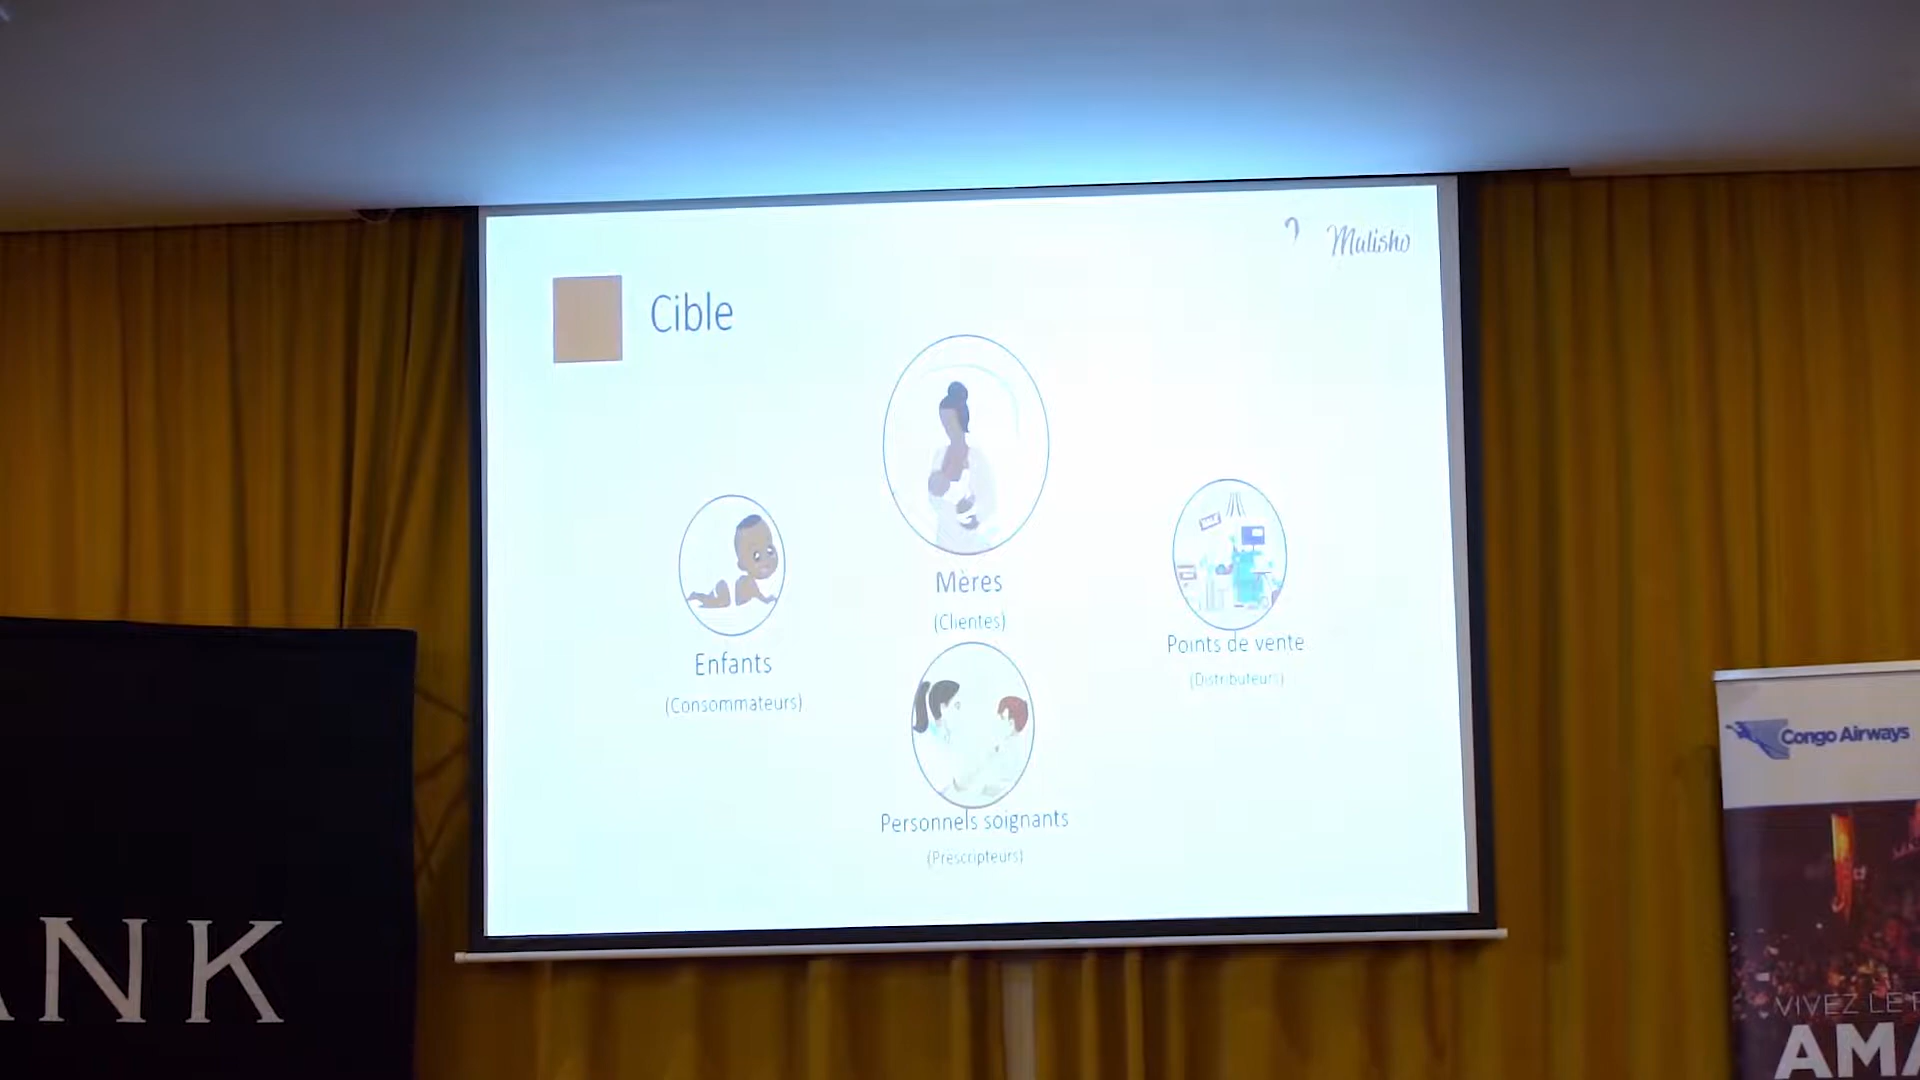 Malisho
Cible
Mères
(Clientes)
Enfants
(Consommateurs)
Points de vente
(Distributeurs)
Personnels soignants
(Prescripteurs)
Congo Airways
VIVEZ LE
AMA
ANK